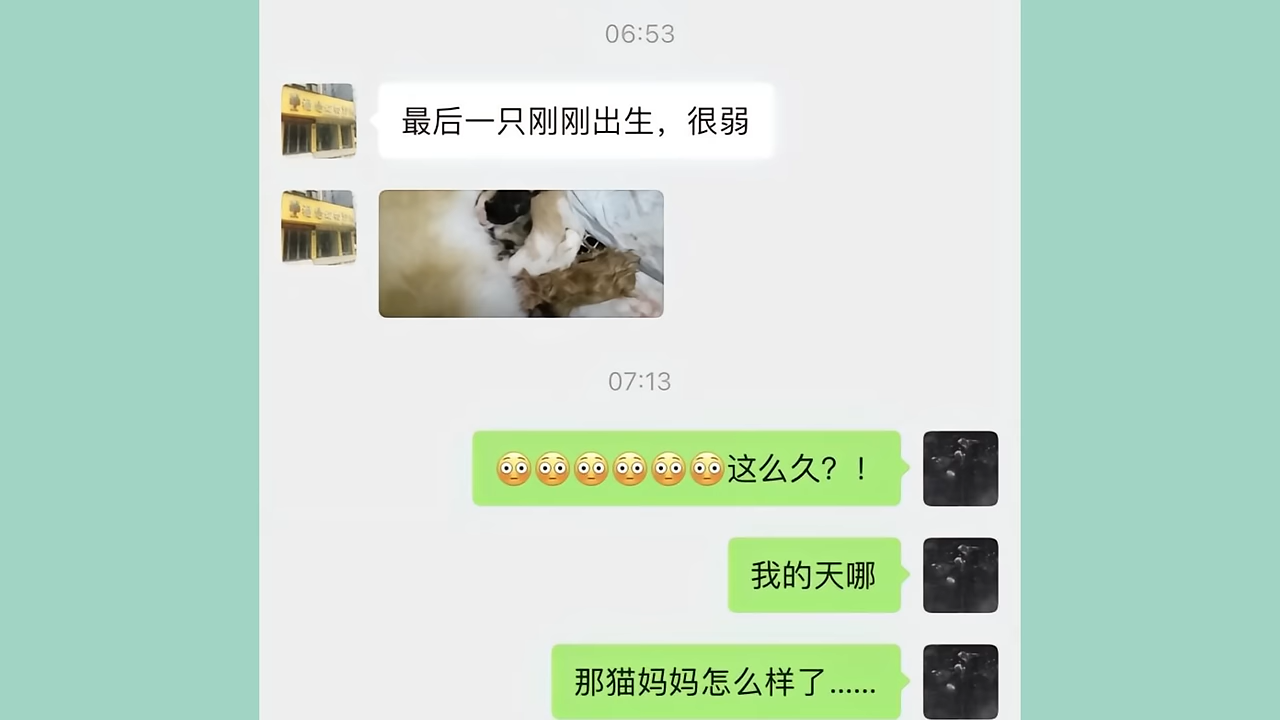 06:53
最后一只刚刚出生，很弱
07:13
😳😳😳😳😳😳这么久？！
我的天哪
那猫妈妈怎么样了……